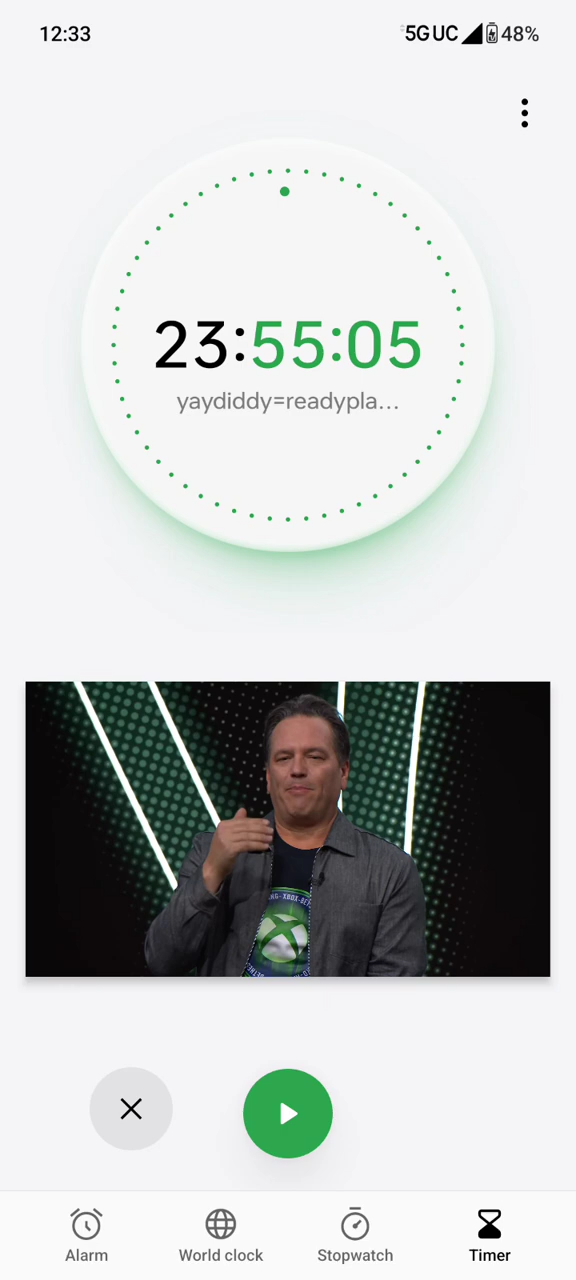 12:33
5G UC 48%
23:55:05
yaydiddy=readypla...
Alarm
World clock
Stopwatch
Timer